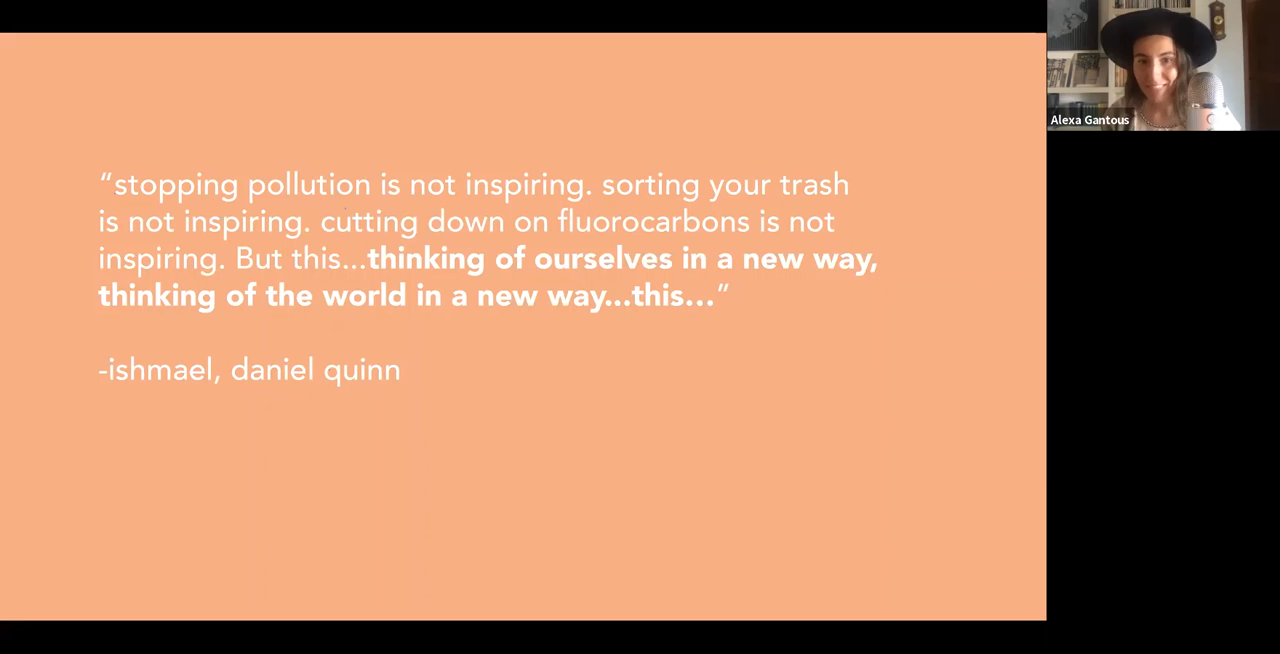 “stopping pollution is not inspiring. sorting your trash
is not inspiring. cutting down on fluorocarbons is not
inspiring. But this...thinking of ourselves in a new way,
thinking of the world in a new way...this...”
-ishmael, daniel quinn
Alexa Gantous